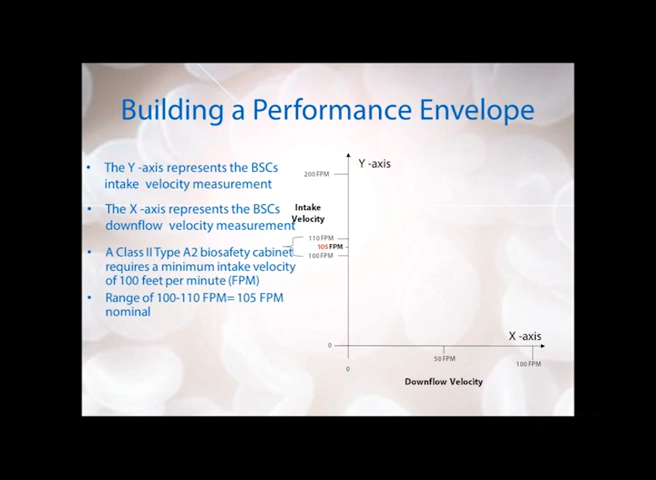 Building a Performance Envelope
• The Y -axis represents the BSCs
intake velocity measurement
• The X -axis represents the BSCs
downflow velocity measurement
• A Class II Type A2 biosafety cabinet
requires a minimum intake velocity
of 100 feet per minute (FPM)
• Range of 100-110 FPM= 105 FPM
nominal
Y -axis
200 FPM
Intake
Velocity
110 FPM
105 FPM
100 FPM
0
X -axis
0
50 FPM
100 FPM
Downflow Velocity